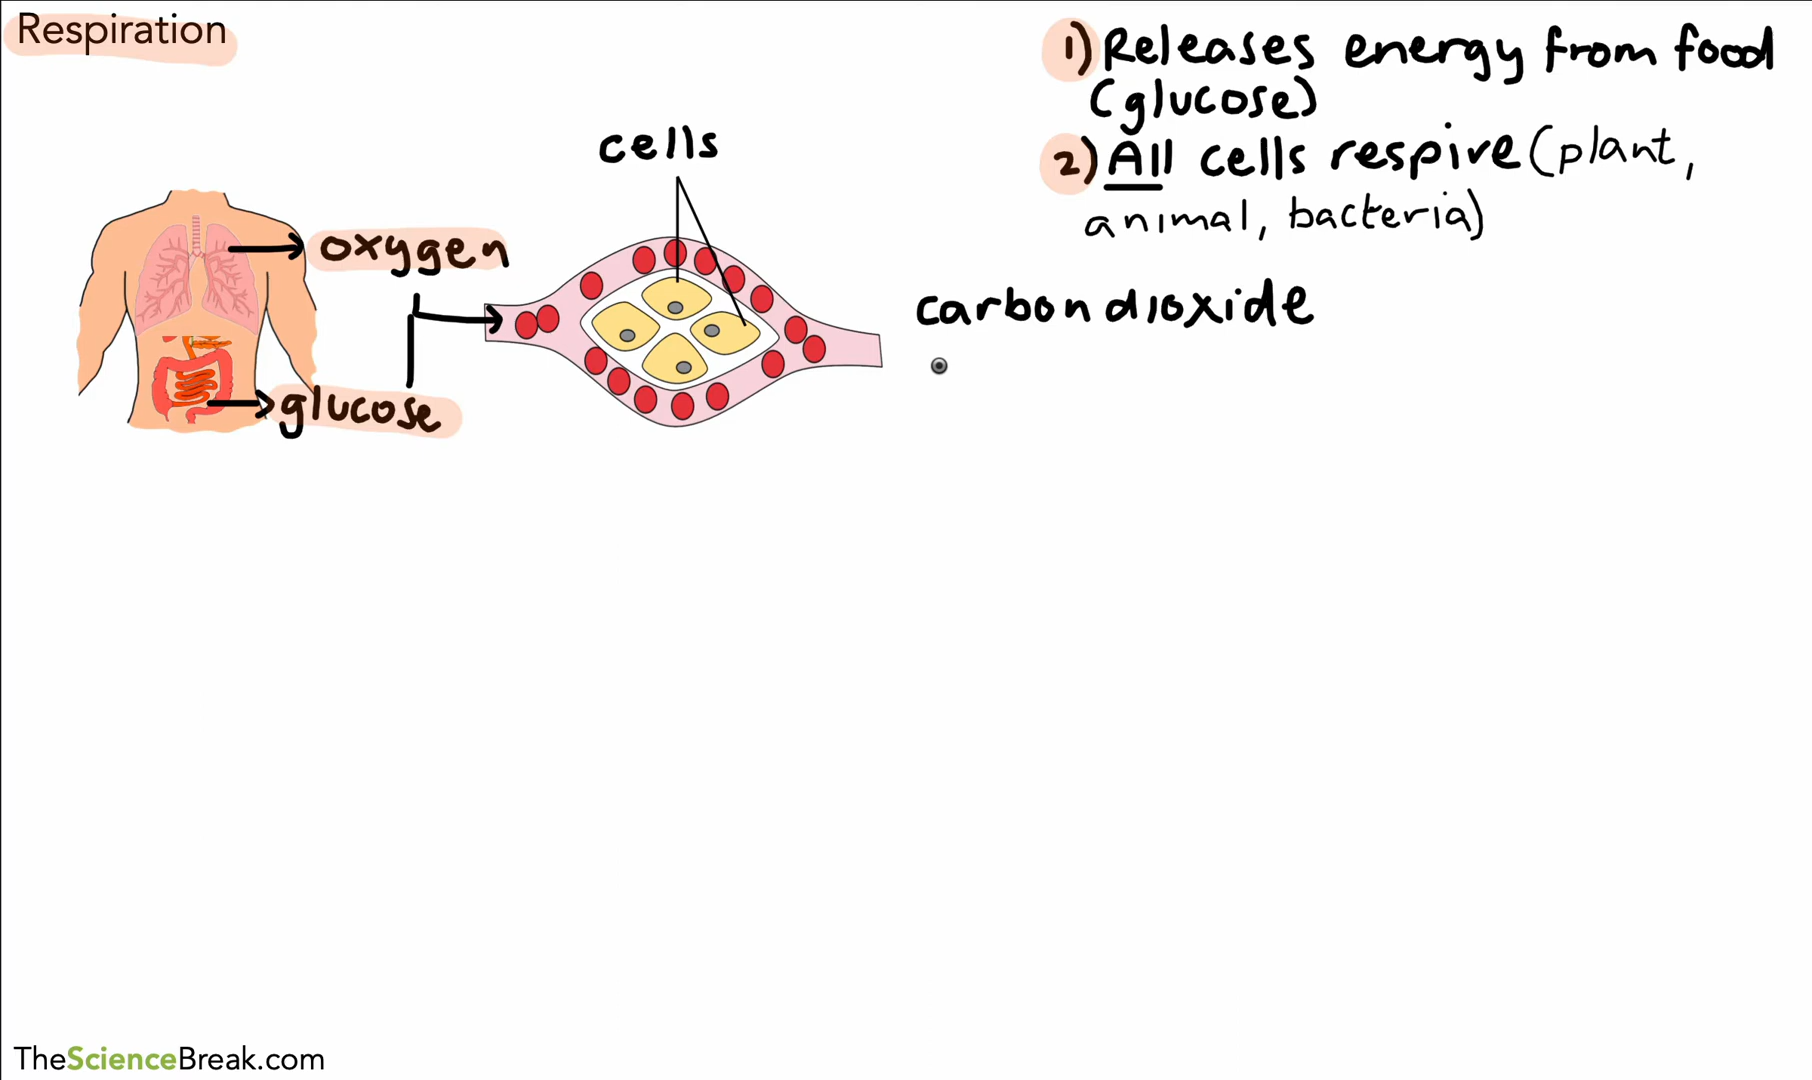 Respiration
1) Releases energy from food
(glucose)
2) All cells respire (plant,
animal, bacteria)
cells
oxygen
glucose
carbon dioxide
TheScienceBreak.com